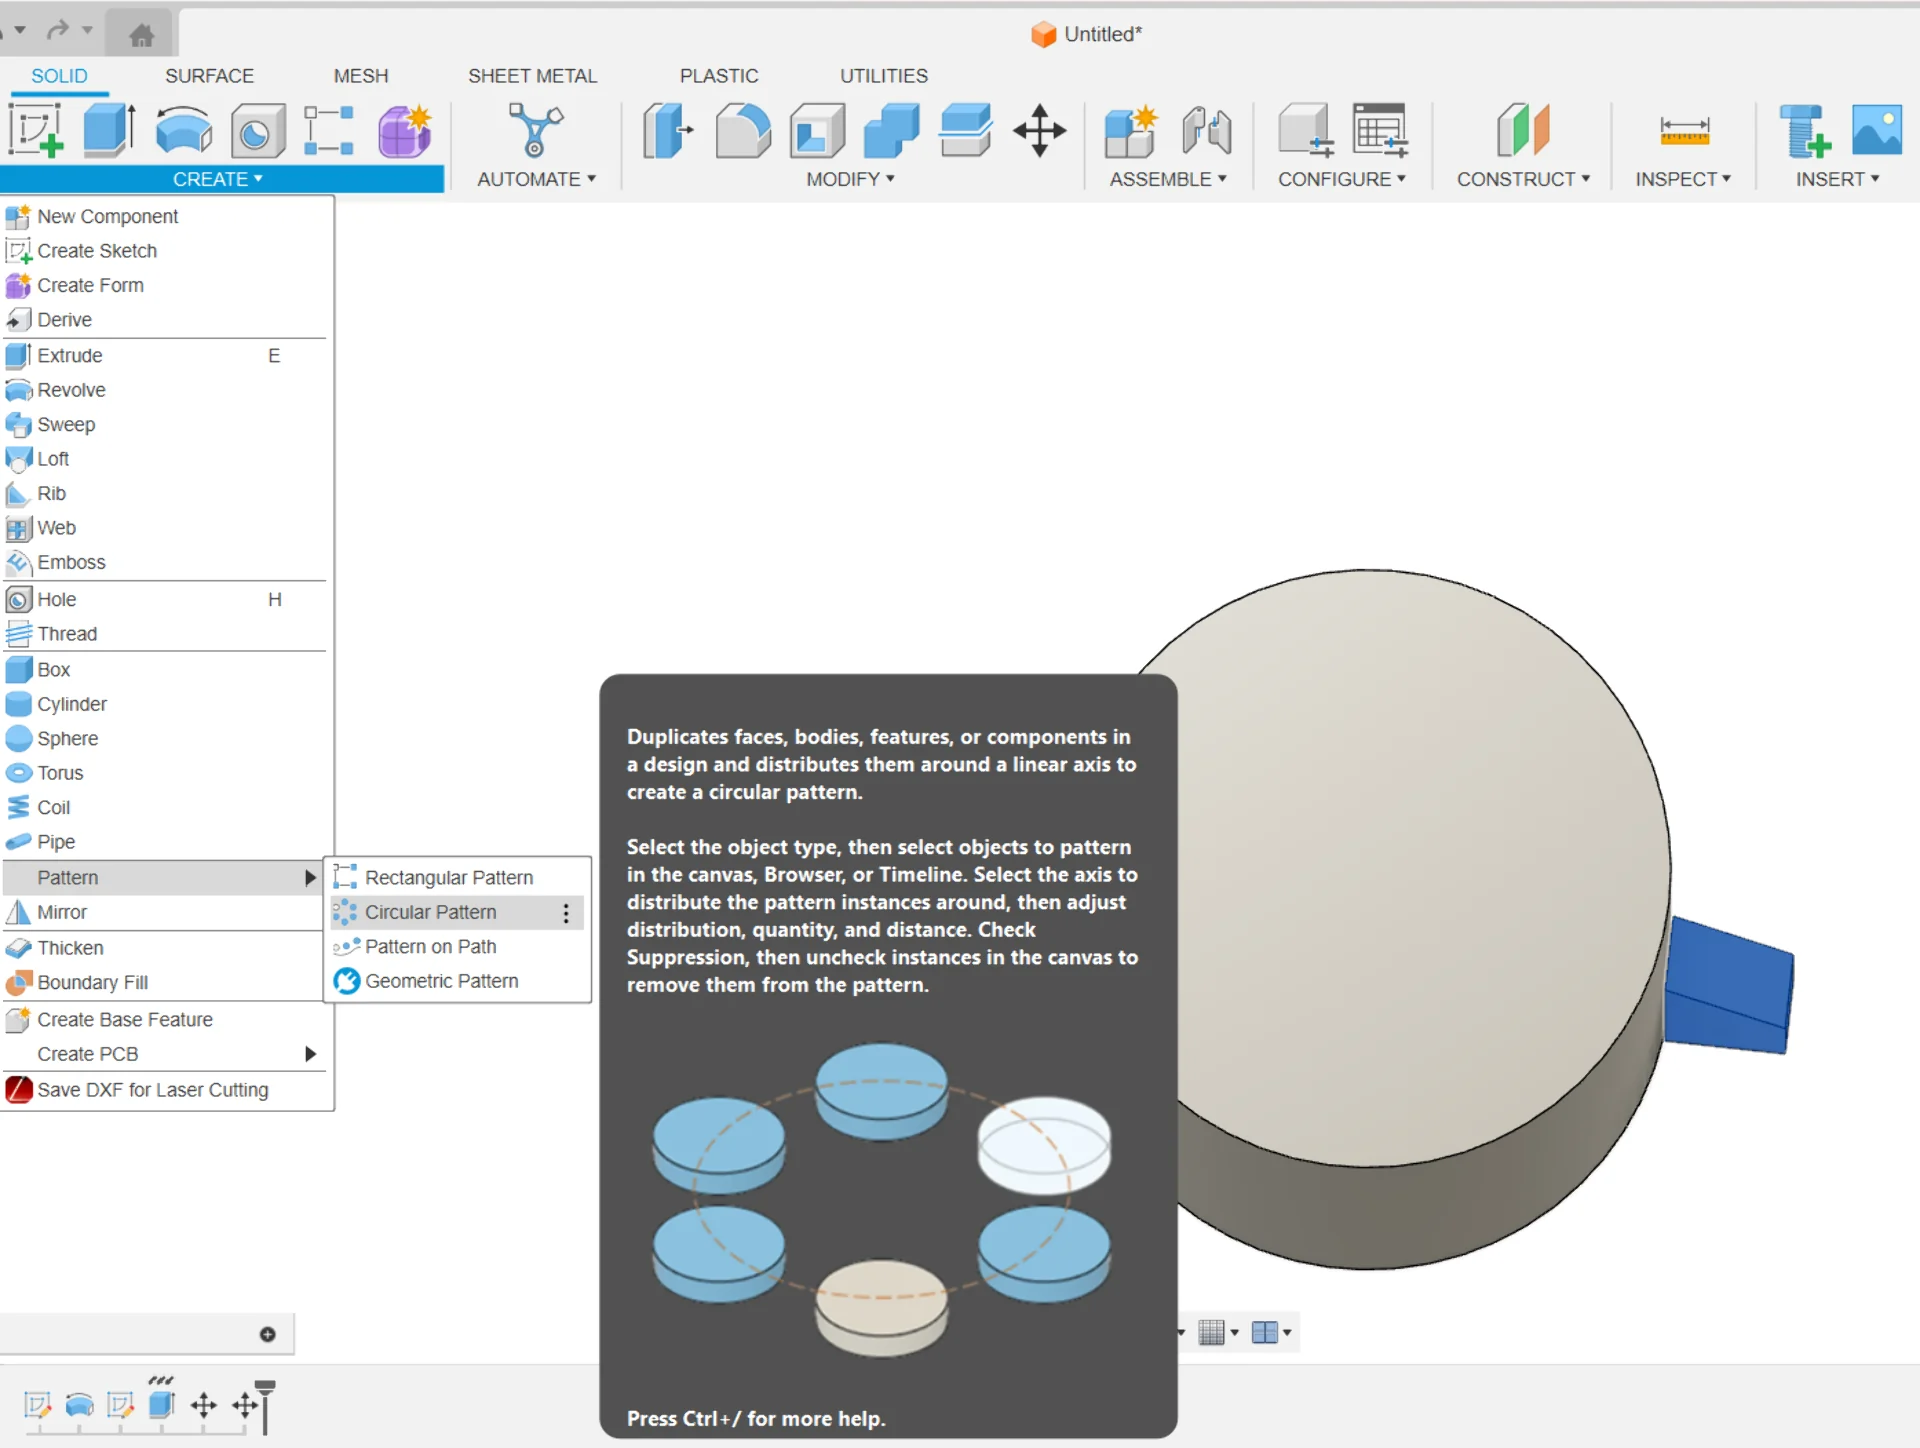 Untitled*
SOLID SURFACE MESH SHEET METAL PLASTIC UTILITIES
CREATE AUTOMATE MODIFY ASSEMBLE CONFIGURE CONSTRUCT INSPECT INSERT
New Component
Create Sketch
Create Form
Derive
Extrude E
Revolve
Sweep
Loft
Rib
Web
Emboss
Hole H
Thread
Box
Cylinder
Sphere
Torus
Coil
Pipe
Pattern
Mirror
Thicken
Boundary Fill
Create Base Feature
Create PCB
Save DXF for Laser Cutting
Rectangular Pattern
Circular Pattern
Pattern on Path
Geometric Pattern
Duplicates faces, bodies, features, or components in
a design and distributes them around a linear axis to
create a circular pattern.
Select the object type, then select objects to pattern
in the canvas, Browser, or Timeline. Select the axis to
distribute the pattern instances around, then adjust
distribution, quantity, and distance. Check
Suppression, then uncheck instances in the canvas to
remove them from the pattern.
Press Ctrl+/ for more help.